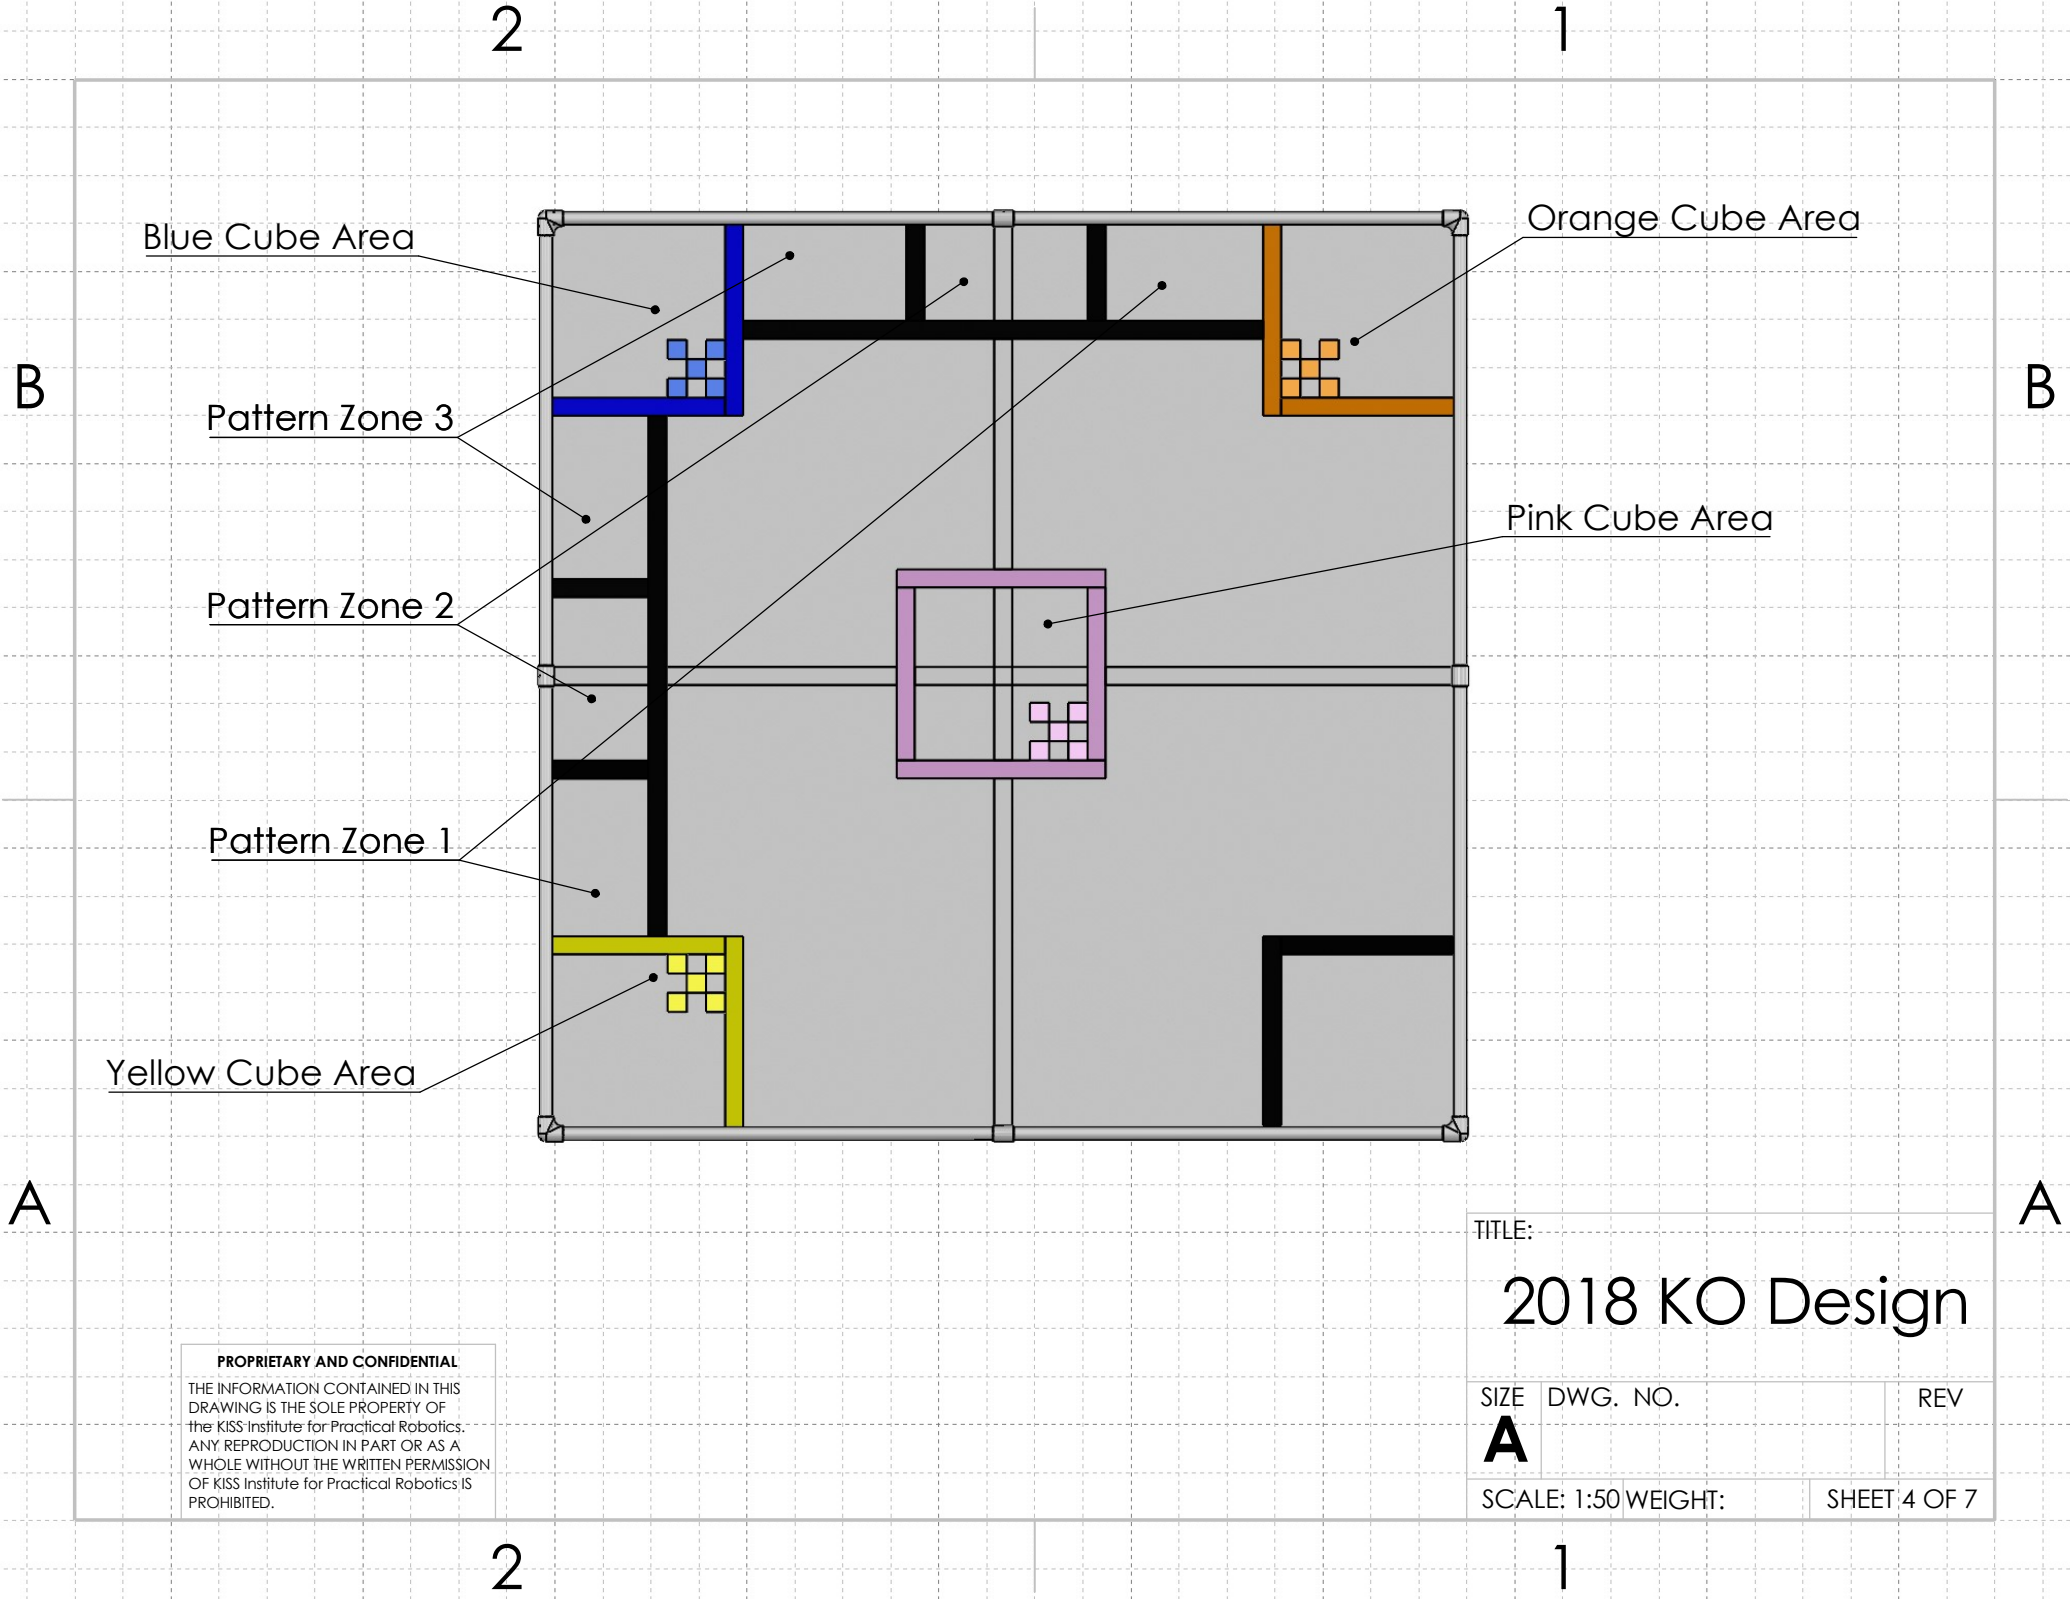 2 1
Blue Cube Area
Orange Cube Area
B B
Pattern Zone 3
Pink Cube Area
Pattern Zone 2
Pattern Zone 1
Yellow Cube Area
A A
TITLE:
2018 KO Design
PROPRIETARY AND CONFIDENTIAL
THE INFORMATION CONTAINED IN THIS
DRAWING IS THE SOLE PROPERTY OF
the KISS Institute for Practical Robotics.
ANY REPRODUCTION IN PART OR AS A
WHOLE WITHOUT THE WRITTEN PERMISSION
OF KISS Institute for Practical Robotics IS
PROHIBITED.
SIZE DWG. NO. REV
A
SCALE: 1:50 WEIGHT: SHEET 4 OF 7
2 1